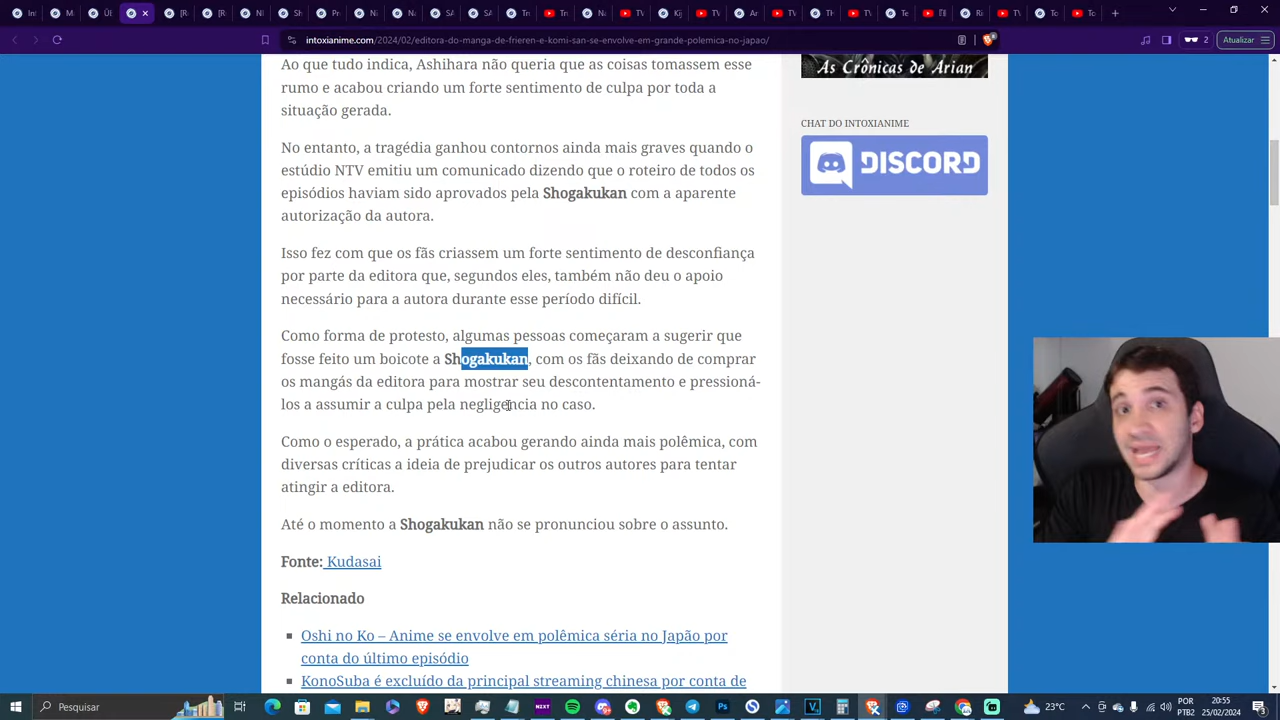 Atualizar
intoxianime.com/2024/02/editora-do-manga-de-frieren-e-komi-san-se-envolve-em-grande-polemica-no-japao/
2
As Crônicas de Arian
CHAT DO INTOXIANIME
DISCORD
Ao que tudo indica, Ashihara não queria que as coisas tomassem esse
rumo e acabou criando um forte sentimento de culpa por toda a
situação gerada.
No entanto, a tragédia ganhou contornos ainda mais graves quando o
estúdio NTV emitiu um comunicado dizendo que o roteiro de todos os
episódios haviam sido aprovados pela Shogakukan com a aparente
autorização da autora.
Isso fez com que os fãs criassem um forte sentimento de desconfiança
por parte da editora que, segundos eles, também não deu o apoio
necessário para a autora durante esse período difícil.
Como forma de protesto, algumas pessoas começaram a sugerir que
fosse feito um boicote a Shogakukan, com os fãs deixando de comprar
os mangás da editora para mostrar seu descontentamento e pressioná-
los a assumir a culpa pela negligencia no caso.
Como o esperado, a prática acabou gerando ainda mais polêmica, com
diversas críticas a ideia de prejudicar os outros autores para tentar
atingir a editora.
Até o momento a Shogakukan não se pronunciou sobre o assunto.
Fonte: Kudasai
Relacionado
Oshi no Ko – Anime se envolve em polêmica séria no Japão por
conta do último episódio
KonoSuba é excluído da principal streaming chinesa por conta de
Pesquisar
23°C
POR
PTB2
20:55
25/02/2024